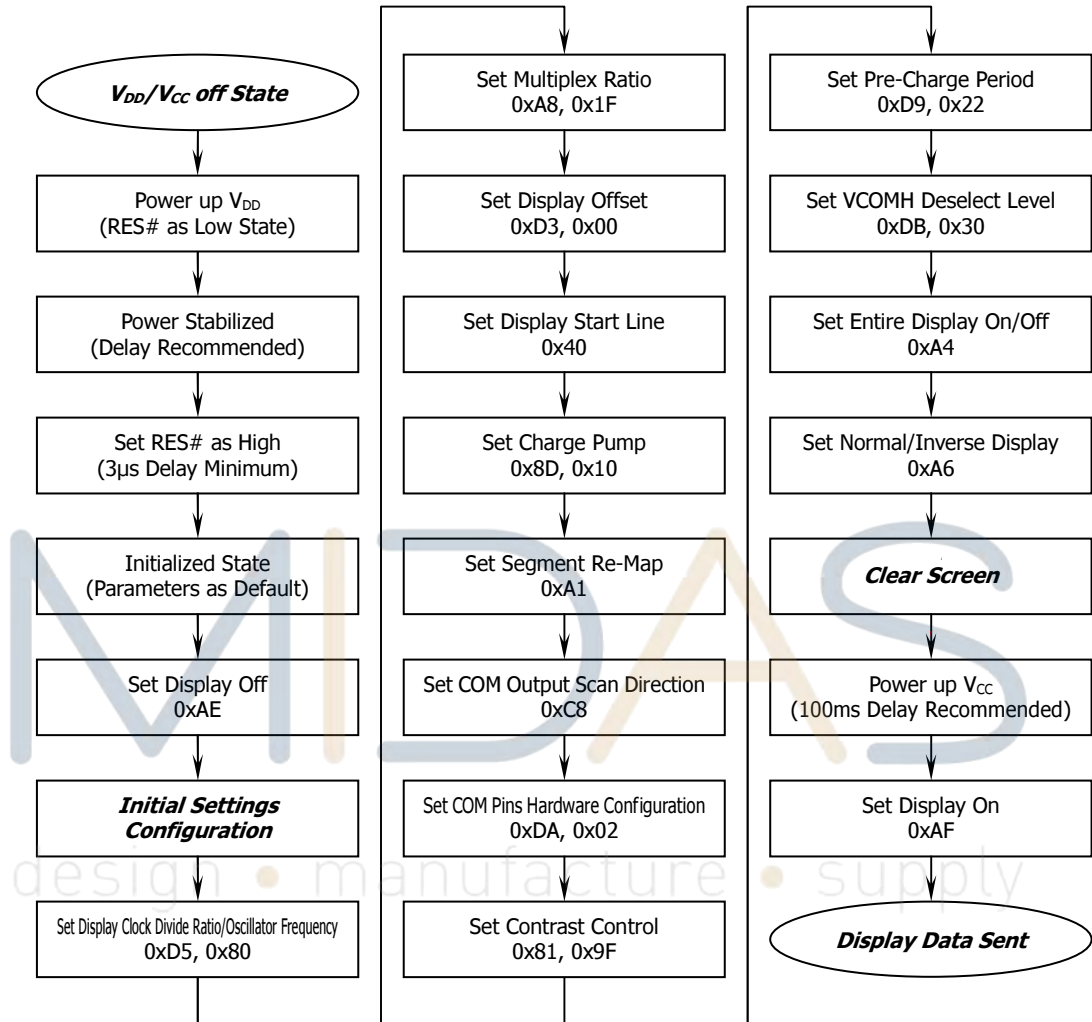 V_DD/V_CC off State
Power up V_DD
(RES# as Low State)
Power Stabilized
(Delay Recommended)
Set RES# as High
(3μs Delay Minimum)
Initialized State
(Parameters as Default)
Set Display Off
0xAE
Initial Settings
Configuration
Set Display Clock Divide Ratio/Oscillator Frequency
0xD5, 0x80
Set Multiplex Ratio
0xA8, 0x1F
Set Display Offset
0xD3, 0x00
Set Display Start Line
0x40
Set Charge Pump
0x8D, 0x10
Set Segment Re-Map
0xA1
Set COM Output Scan Direction
0xC8
Set COM Pins Hardware Configuration
0xDA, 0x02
Set Contrast Control
0x81, 0x9F
Set Pre-Charge Period
0xD9, 0x22
Set VCOMH Deselect Level
0xDB, 0x30
Set Entire Display On/Off
0xA4
Set Normal/Inverse Display
0xA6
Clear Screen
Power up V_CC
(100ms Delay Recommended)
Set Display On
0xAF
Display Data Sent
MIDAS
design • manufacture • supply